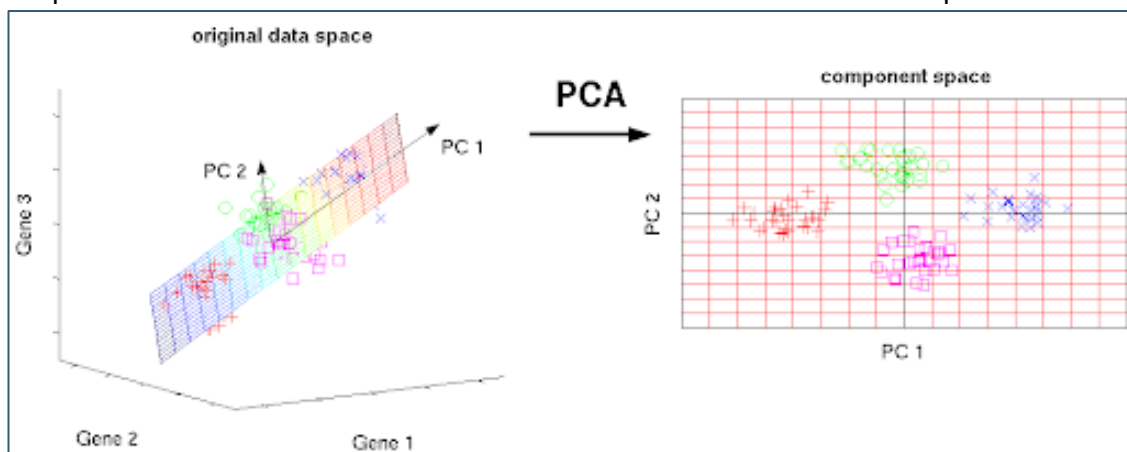 original data space
PCA
component space
PC 1
PC 2
Gene 3
Gene 2
Gene 1
PC 2
PC 1